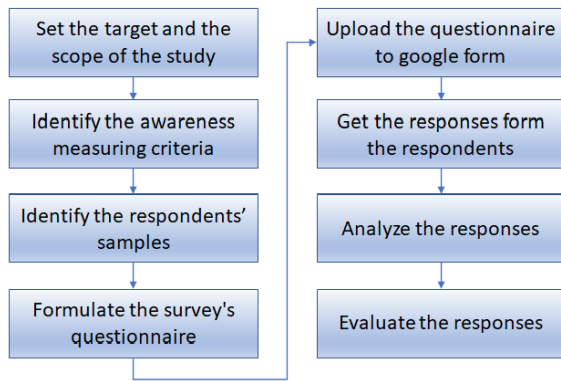 Set the target and the
scope of the study
Identify the awareness
measuring criteria
Identify the respondents’
samples
Formulate the survey's
questionnaire
Upload the questionnaire
to google form
Get the responses form
the respondents
Analyze the responses
Evaluate the responses